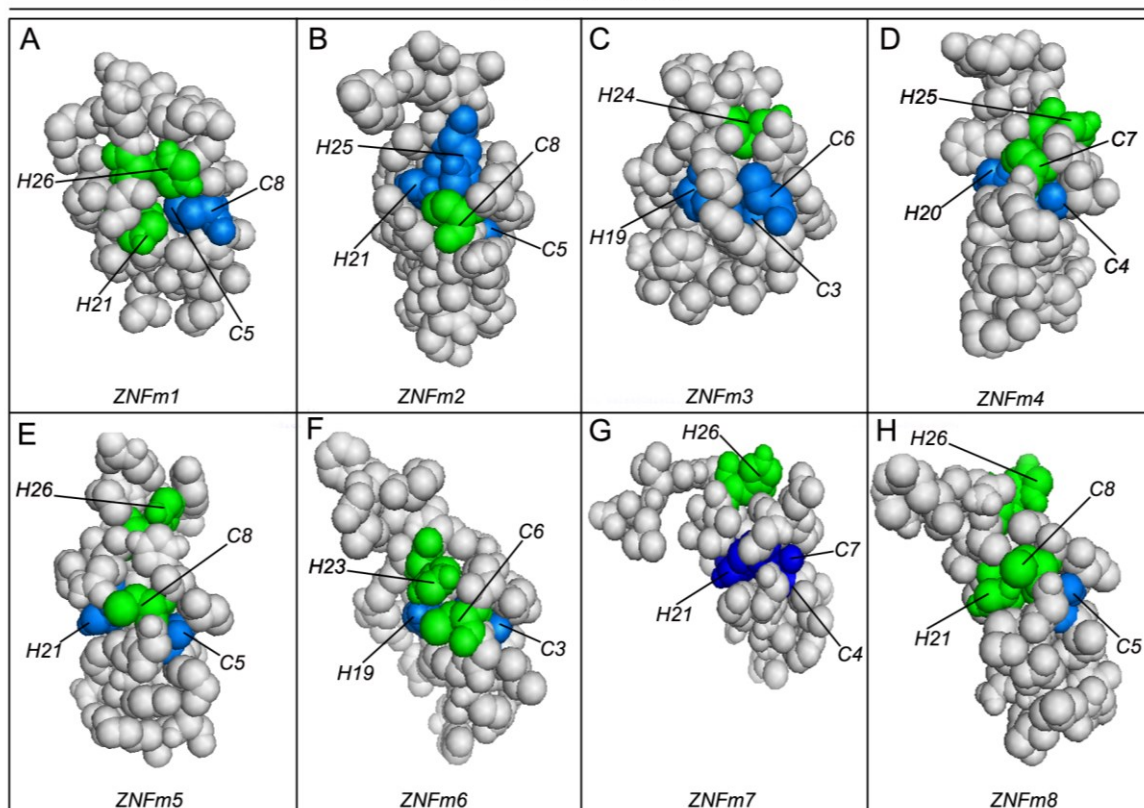 A
H26
C8
H21
C5
ZNFm1
B
H25
C8
H21
C5
ZNFm2
C
H24
C6
H19
C3
ZNFm3
D
H25
C7
H20
C4
ZNFm4
E
H26
C8
H21
C5
ZNFm5
F
H23
C6
H19
C3
ZNFm6
G
H26
C7
H21
C4
ZNFm7
H
H26
C8
H21
C5
ZNFm8